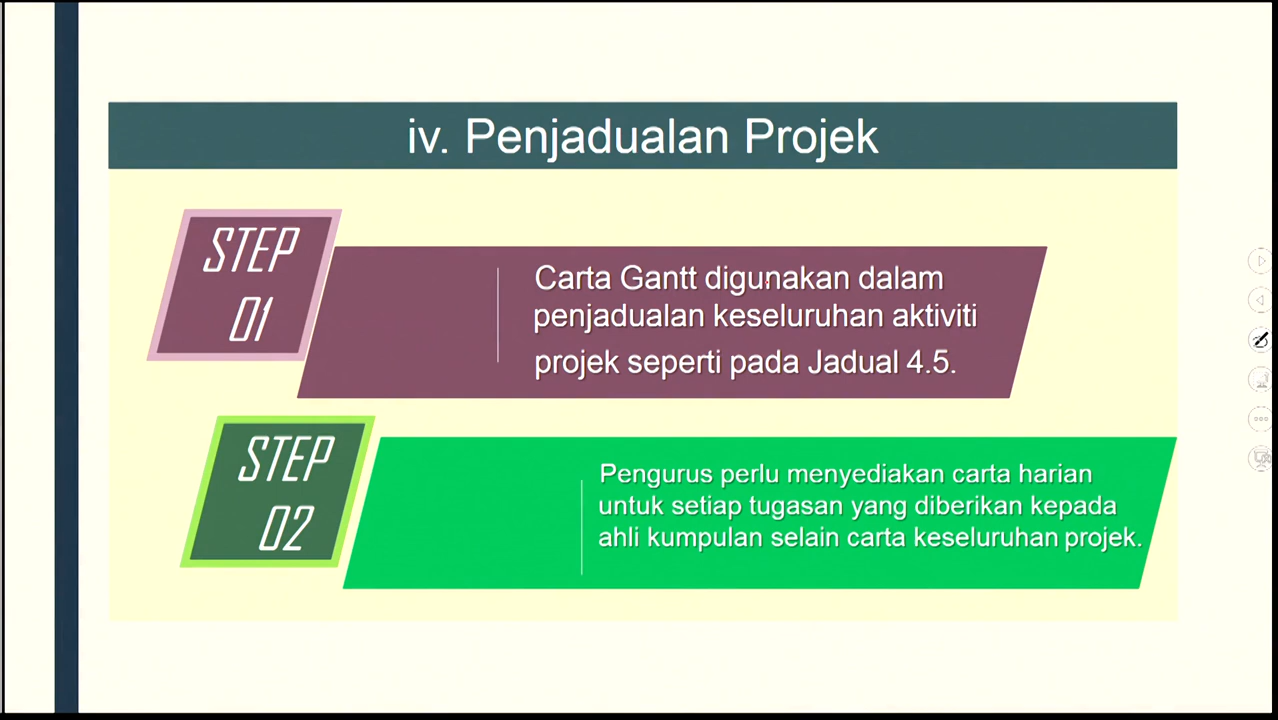 iv. Penjadualan Projek
STEP
01
Carta Gantt digunakan dalam
penjadualan keseluruhan aktiviti
projek seperti pada Jadual 4.5.
STEP
02
Pengurus perlu menyediakan carta harian
untuk setiap tugasan yang diberikan kepada
ahli kumpulan selain carta keseluruhan projek.